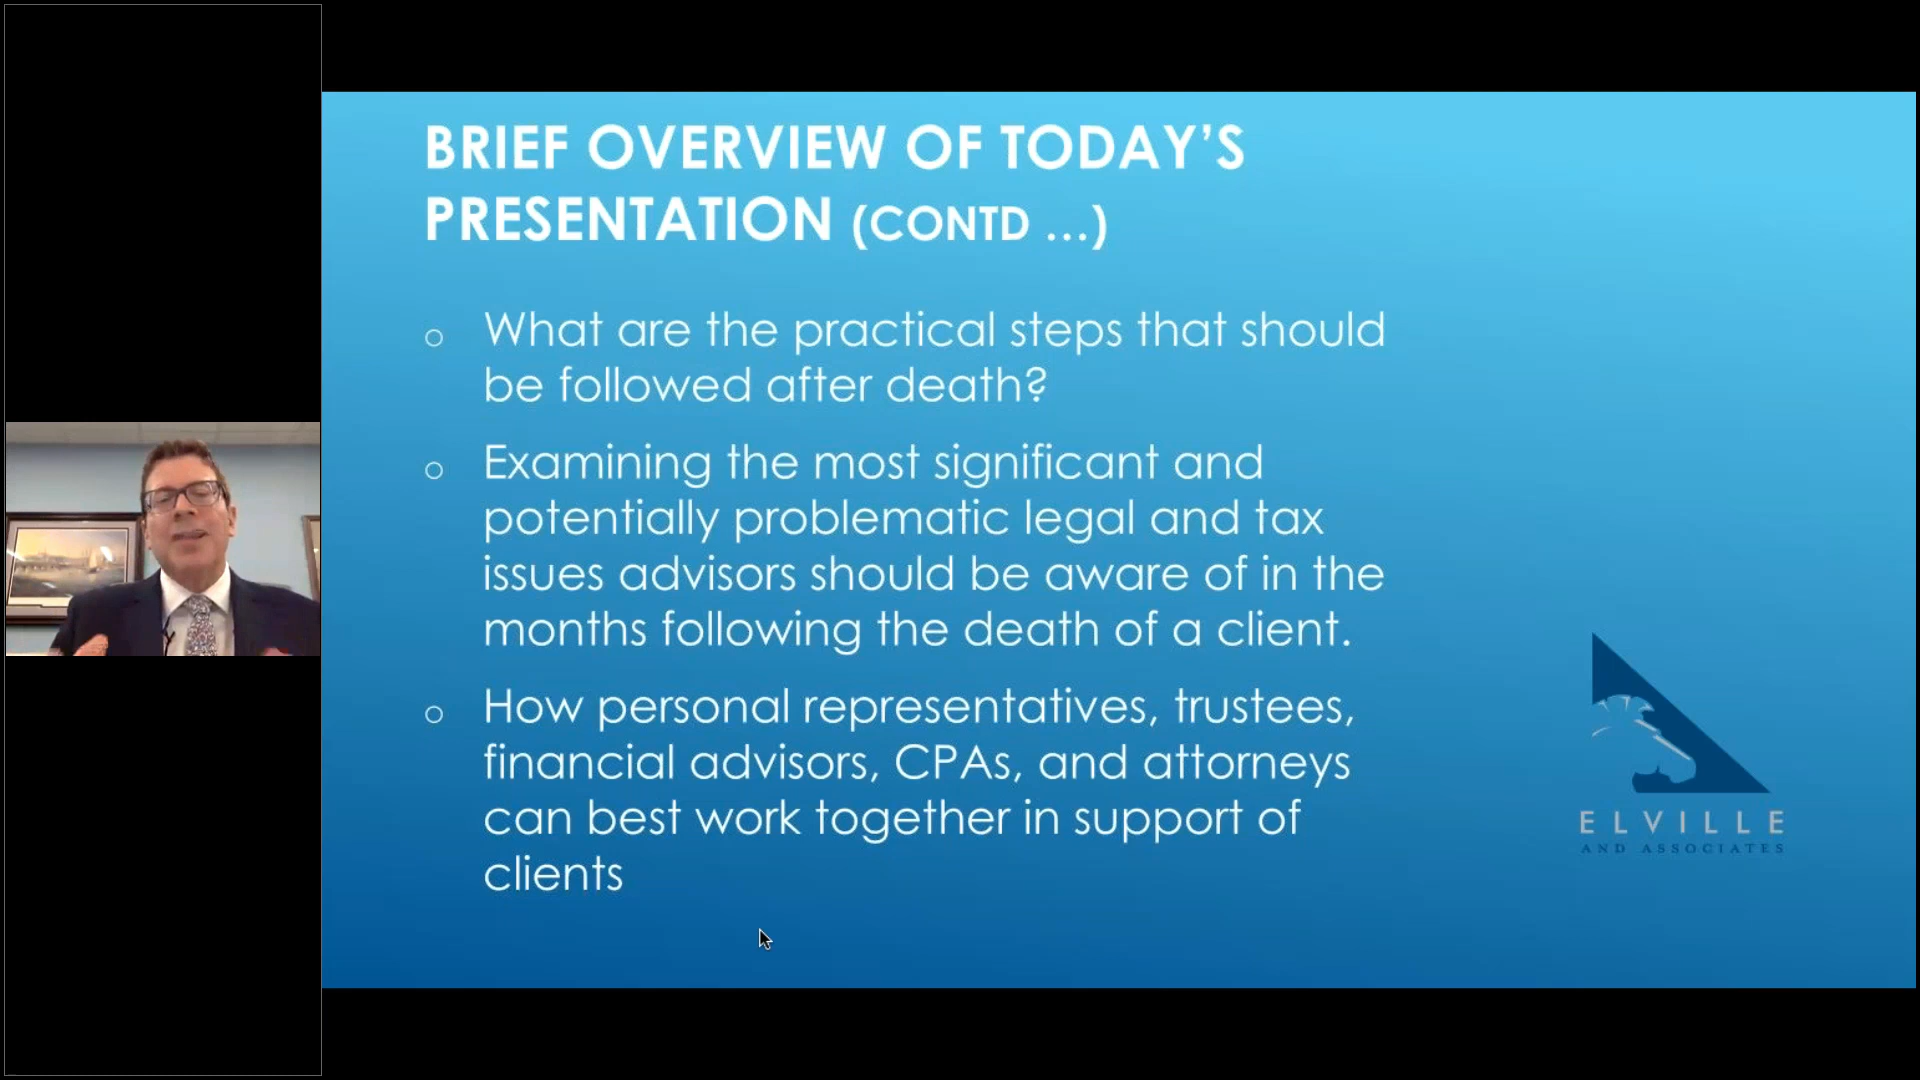 BRIEF OVERVIEW OF TODAY’S
PRESENTATION (CONTD ...)
o What are the practical steps that should
be followed after death?
o Examining the most significant and
potentially problematic legal and tax
issues advisors should be aware of in the
months following the death of a client.
o How personal representatives, trustees,
financial advisors, CPAs, and attorneys
can best work together in support of
clients
ELVILLE
AND ASSOCIATES